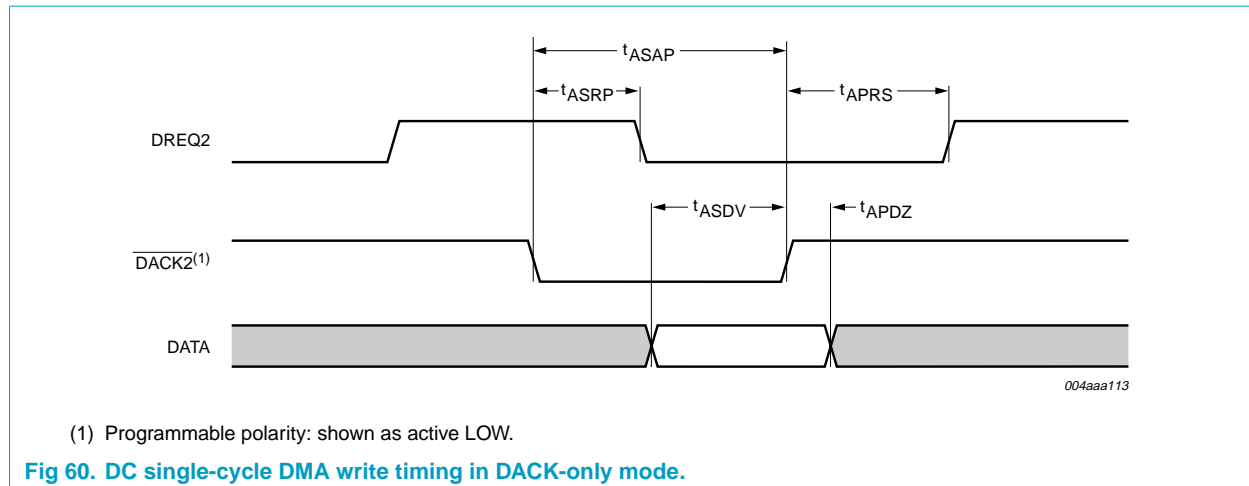 tASAP
tASRP
tAPRS
DREQ2
tASDV
tAPDZ
DACK2(1)
DATA
004aaa113
(1) Programmable polarity: shown as active LOW.
Fig 60. DC single-cycle DMA write timing in DACK-only mode.